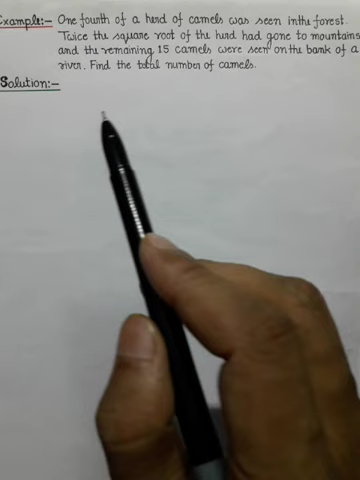 Example:- One fourth of a herd of camels was seen in the forest.
Twice the square root of the herd had gone to mountains
and the remaining 15 camels were seen on the bank of a
river. Find the total number of camels.
Solution:-